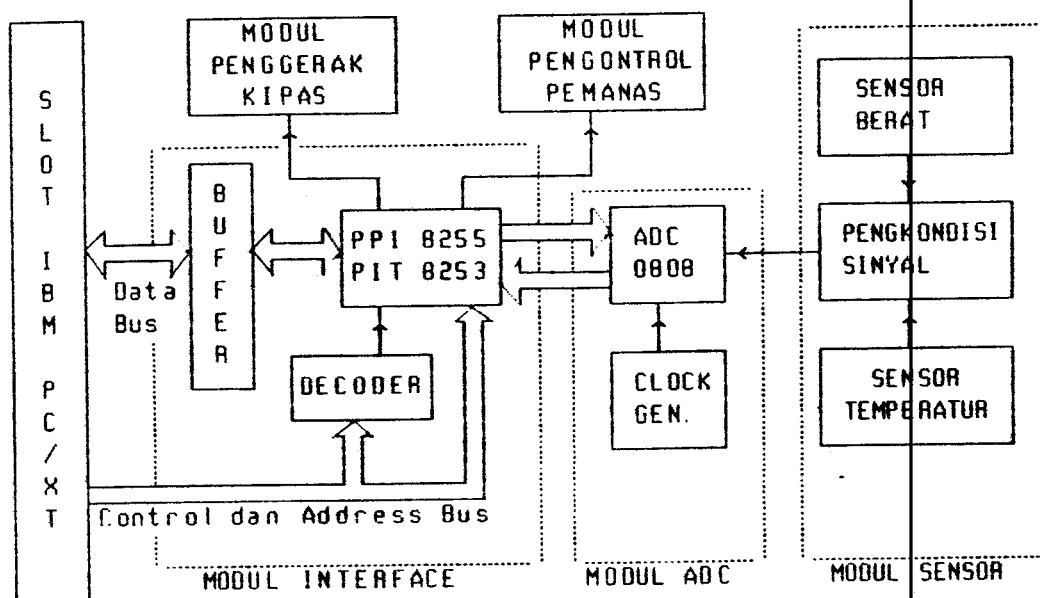 SLOT IBM PC/XT
MODUL
PENGGERAK
KIPAS
MODUL
PENGONTROL
PEMANAS
SENSOR
BERAT
BUFFER
PPI 8255
PIT 8253
ADC
0808
PENGKONDISI
SINYAL
Data
Bus
DECODER
CLOCK
GEN.
SENSOR
TEMPERATUR
Control dan Address Bus
MODUL INTERFACE
MODUL ADC
MODUL SENSOR